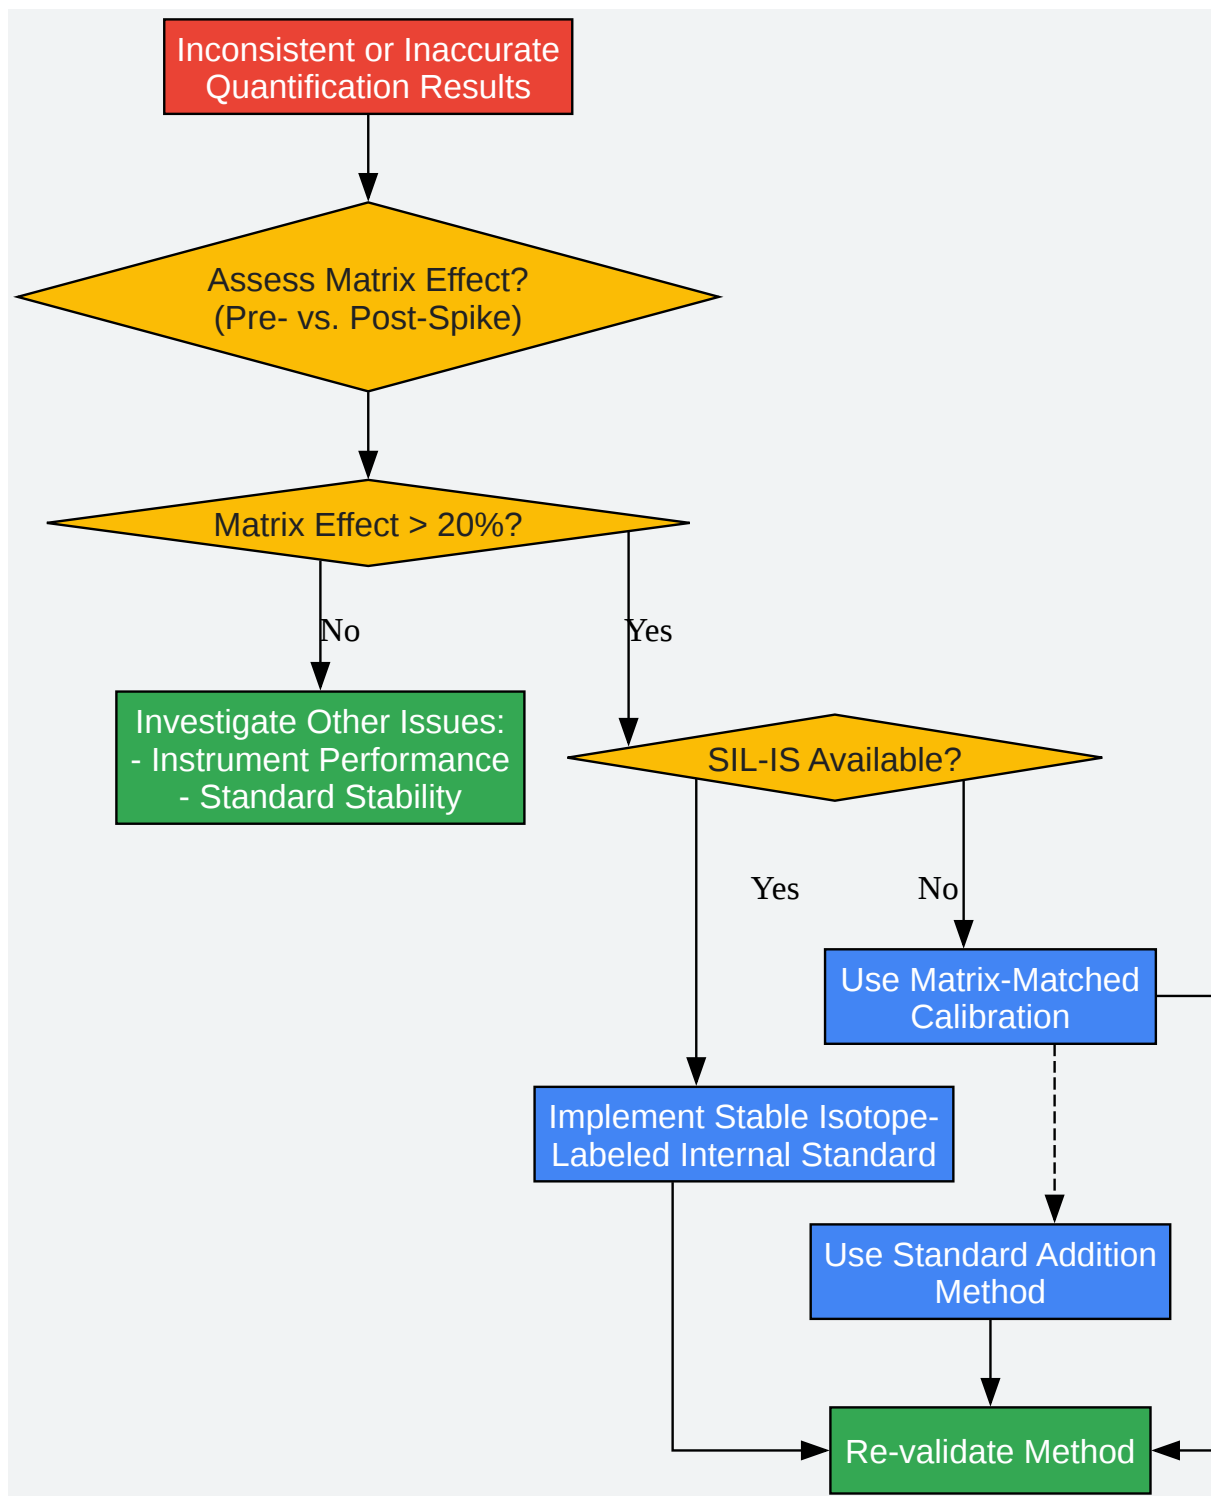 Inconsistent or Inaccurate
Quantification Results
Assess Matrix Effect?
(Pre- vs. Post-Spike)
Matrix Effect > 20%?
No
Yes
Investigate Other Issues:
- Instrument Performance
- Standard Stability
SIL-IS Available?
Yes
No
Use Matrix-Matched
Calibration
Implement Stable Isotope-
Labeled Internal Standard
Use Standard Addition
Method
Re-validate Method